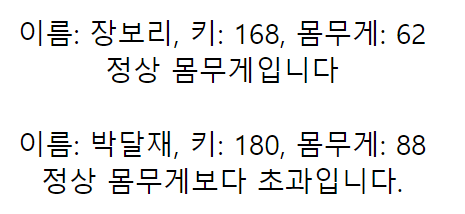 이름: 장보리, 키: 168, 몸무게: 62
정상 몸무게입니다
이름: 박달재, 키: 180, 몸무게: 88
정상 몸무게보다 초과입니다.